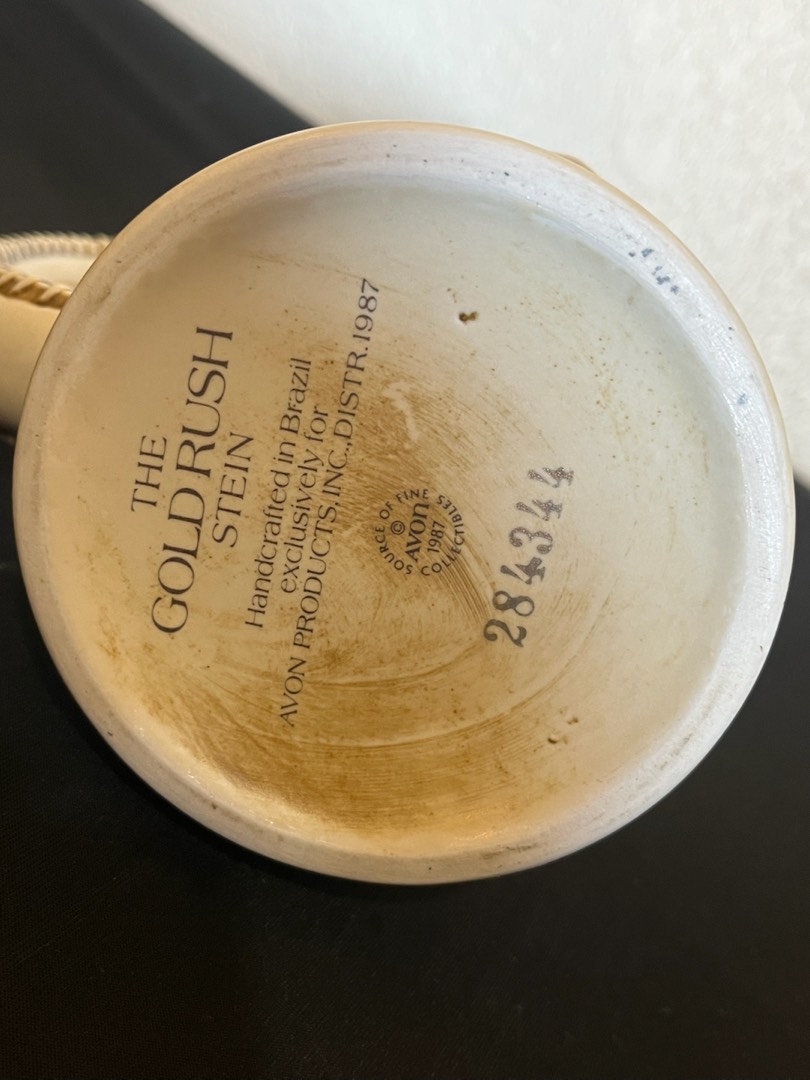 THE
GOLD RUSH
STEIN
Handcrafted in Brazil
exclusively for
AVON PRODUCTS, INC., DISTR. 1987
SOURCE OF FINE COLLECTIBLES
©
AVON
1987
284344